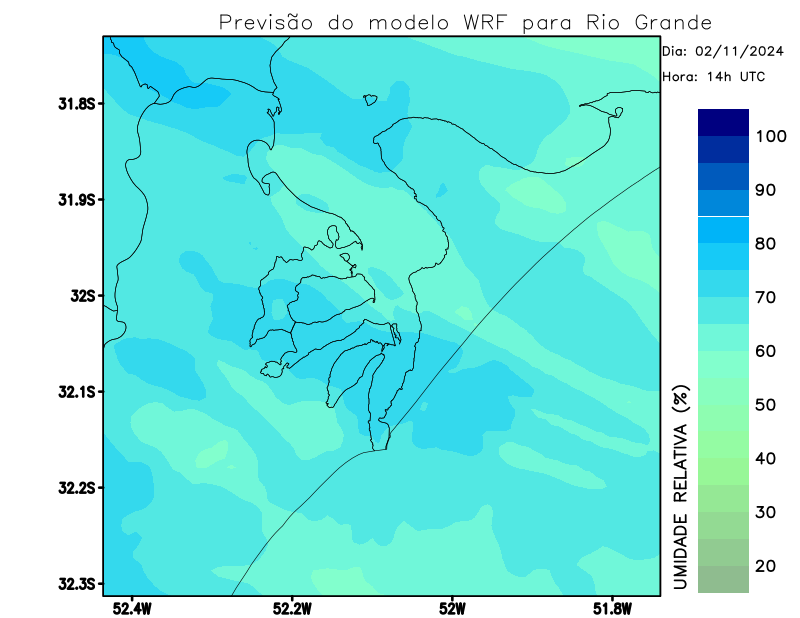 Previsão do modelo WRF para Rio Grande
Dia: 02/11/2024
Hora: 14h UTC
31.8S
31.9S
32S
32.1S
32.2S
32.3S
52.4W
52.2W
52W
51.8W
UMIDADE RELATIVA (%)
100
90
80
70
60
50
40
30
20